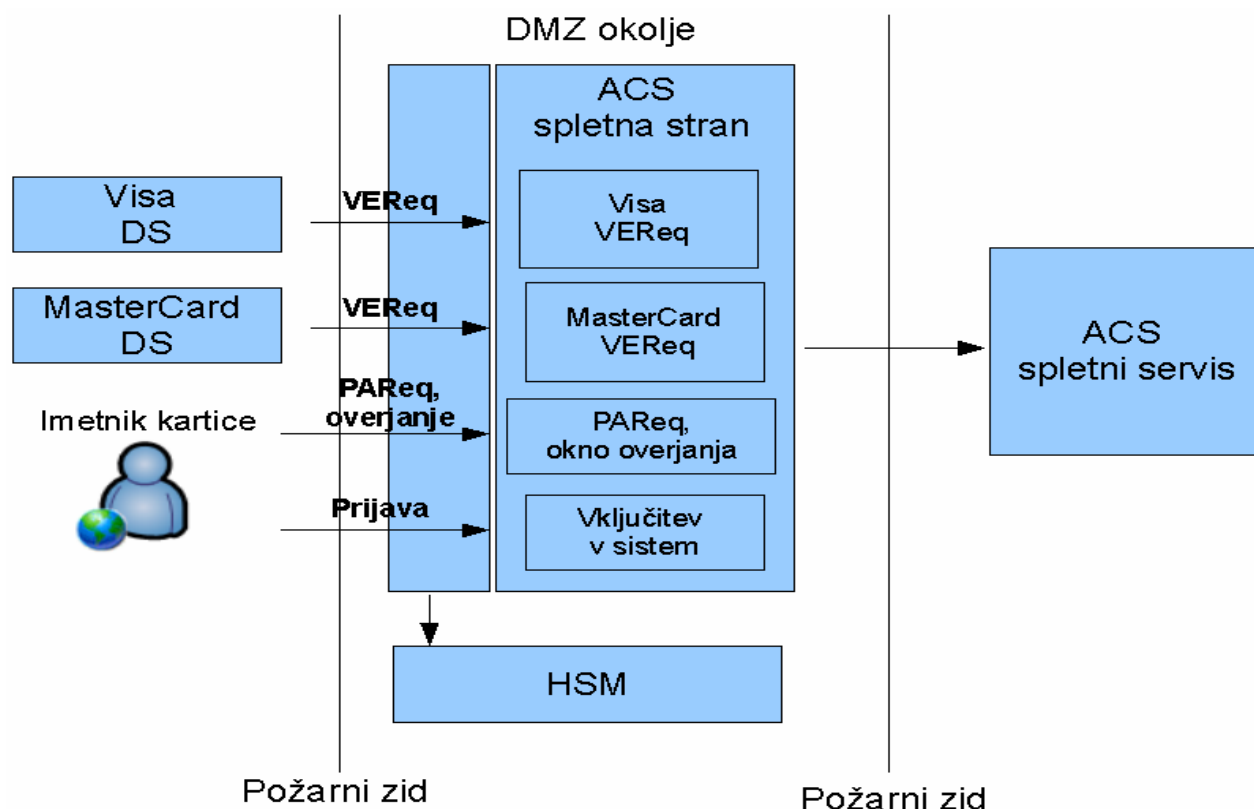 DMZ okolje
ACS
spletna stran
Visa
DS
VEReq
Visa
VEReq
MasterCard
DS
VEReq
MasterCard
VEReq
ACS
spletni servis
Imetnik kartice
PAReq,
overjanje
PAReq,
okno overjanja
Prijava
Vključitev
v sistem
HSM
Požarni zid
Požarni zid